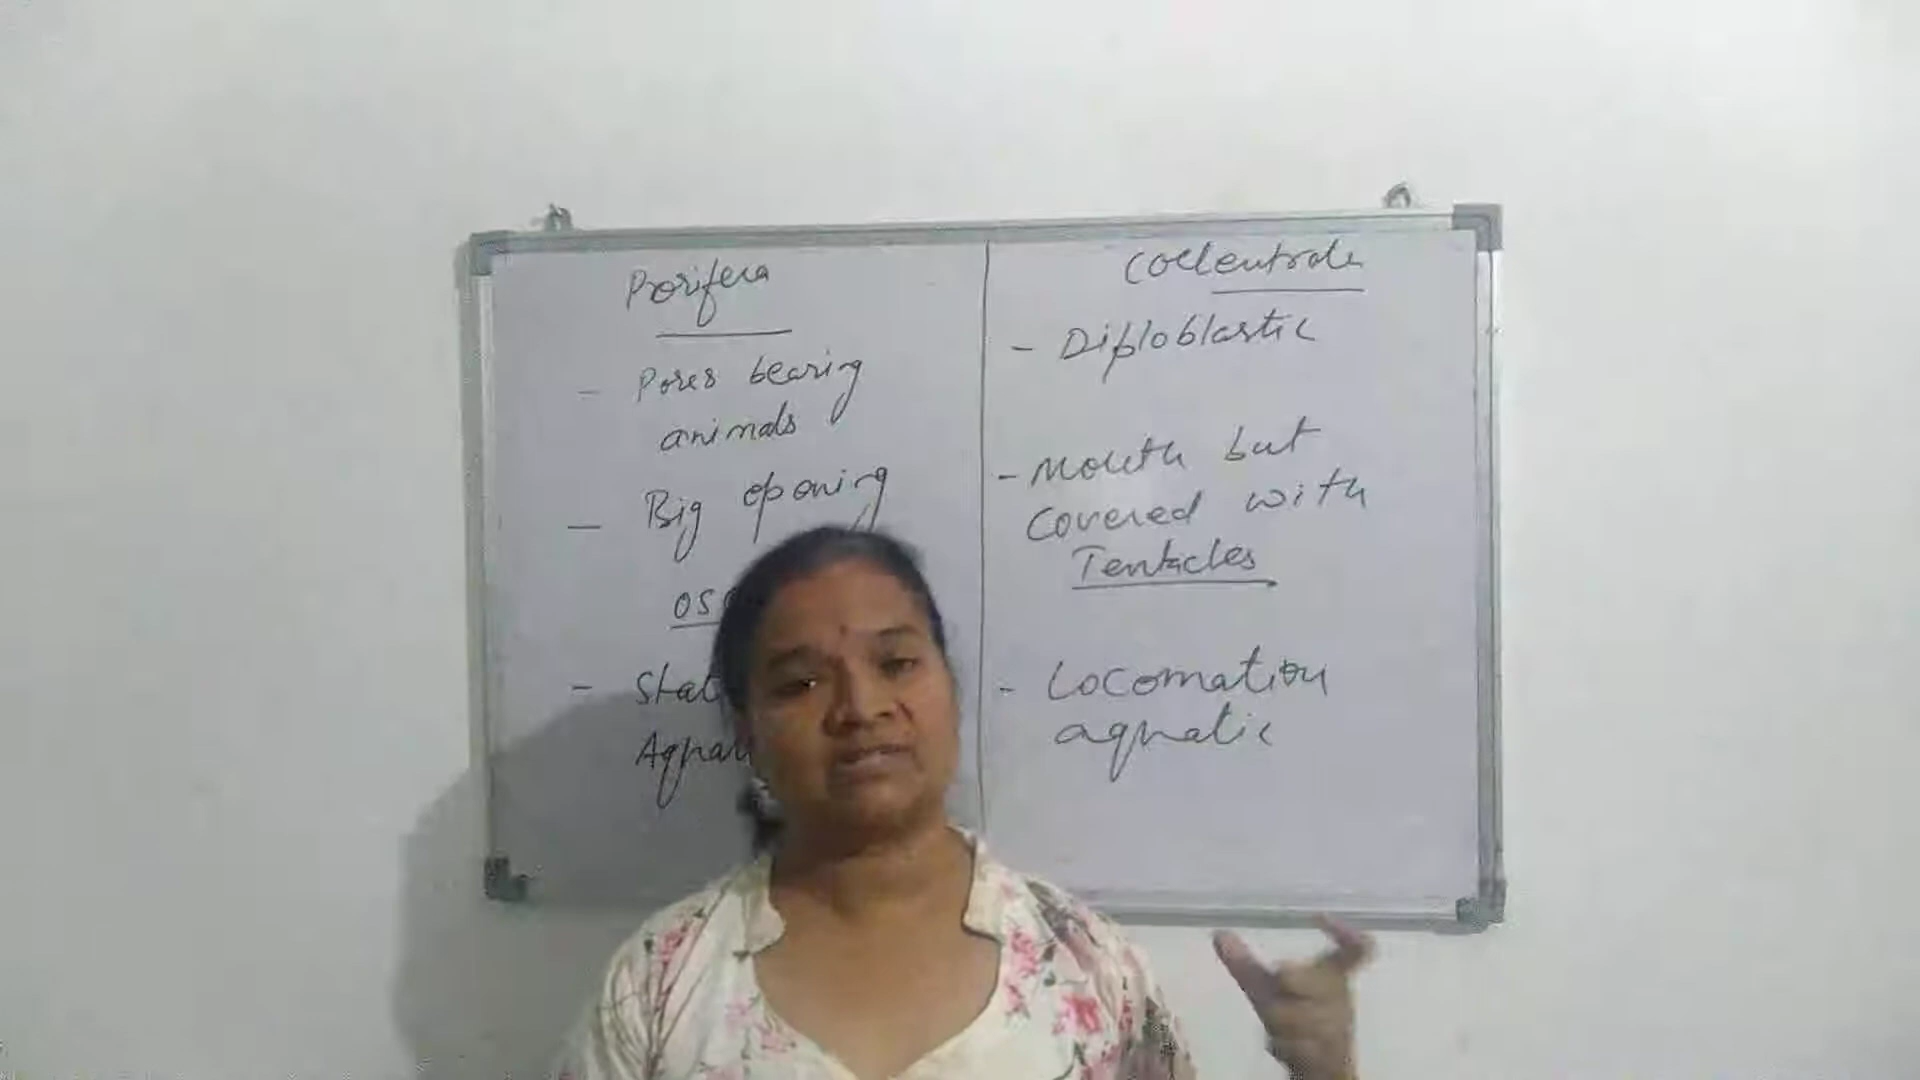 Porifera
- Pores bearing
animals
- Big opening
os
- Stat
Aqua
Coelentrate
- Diploblastic
- Mouth but
covered with
Tentacles
- Locomation
aquatic